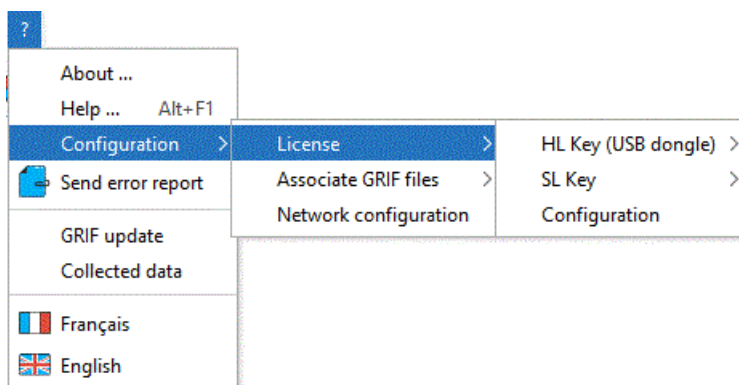 ?
About ...
Help ... Alt+F1
Configuration
Send error report
GRIF update
Collected data
Français
English
License
Associate GRIF files
Network configuration
HL Key (USB dongle)
SL Key
Configuration